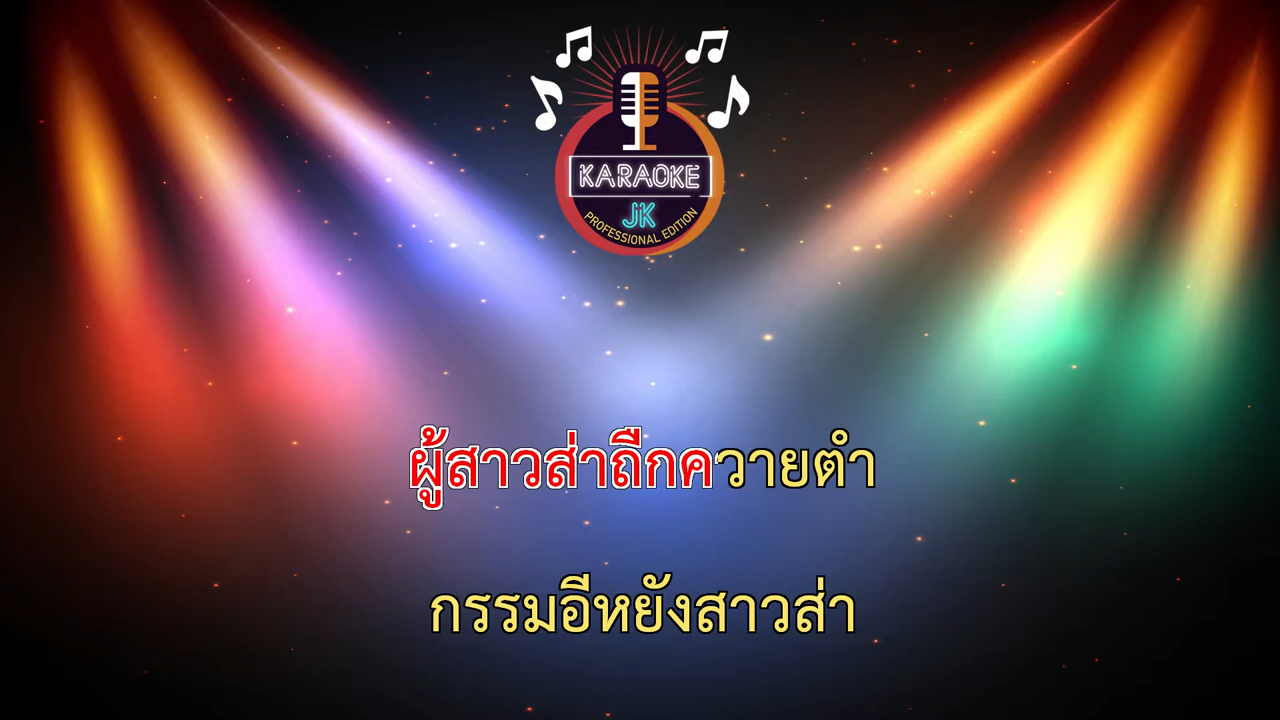 KARAOKE
JK
PROFESSIONAL EDITION
ผู้สาวส่าถืกควายตำ
กรรมอีหยังสาวส่า